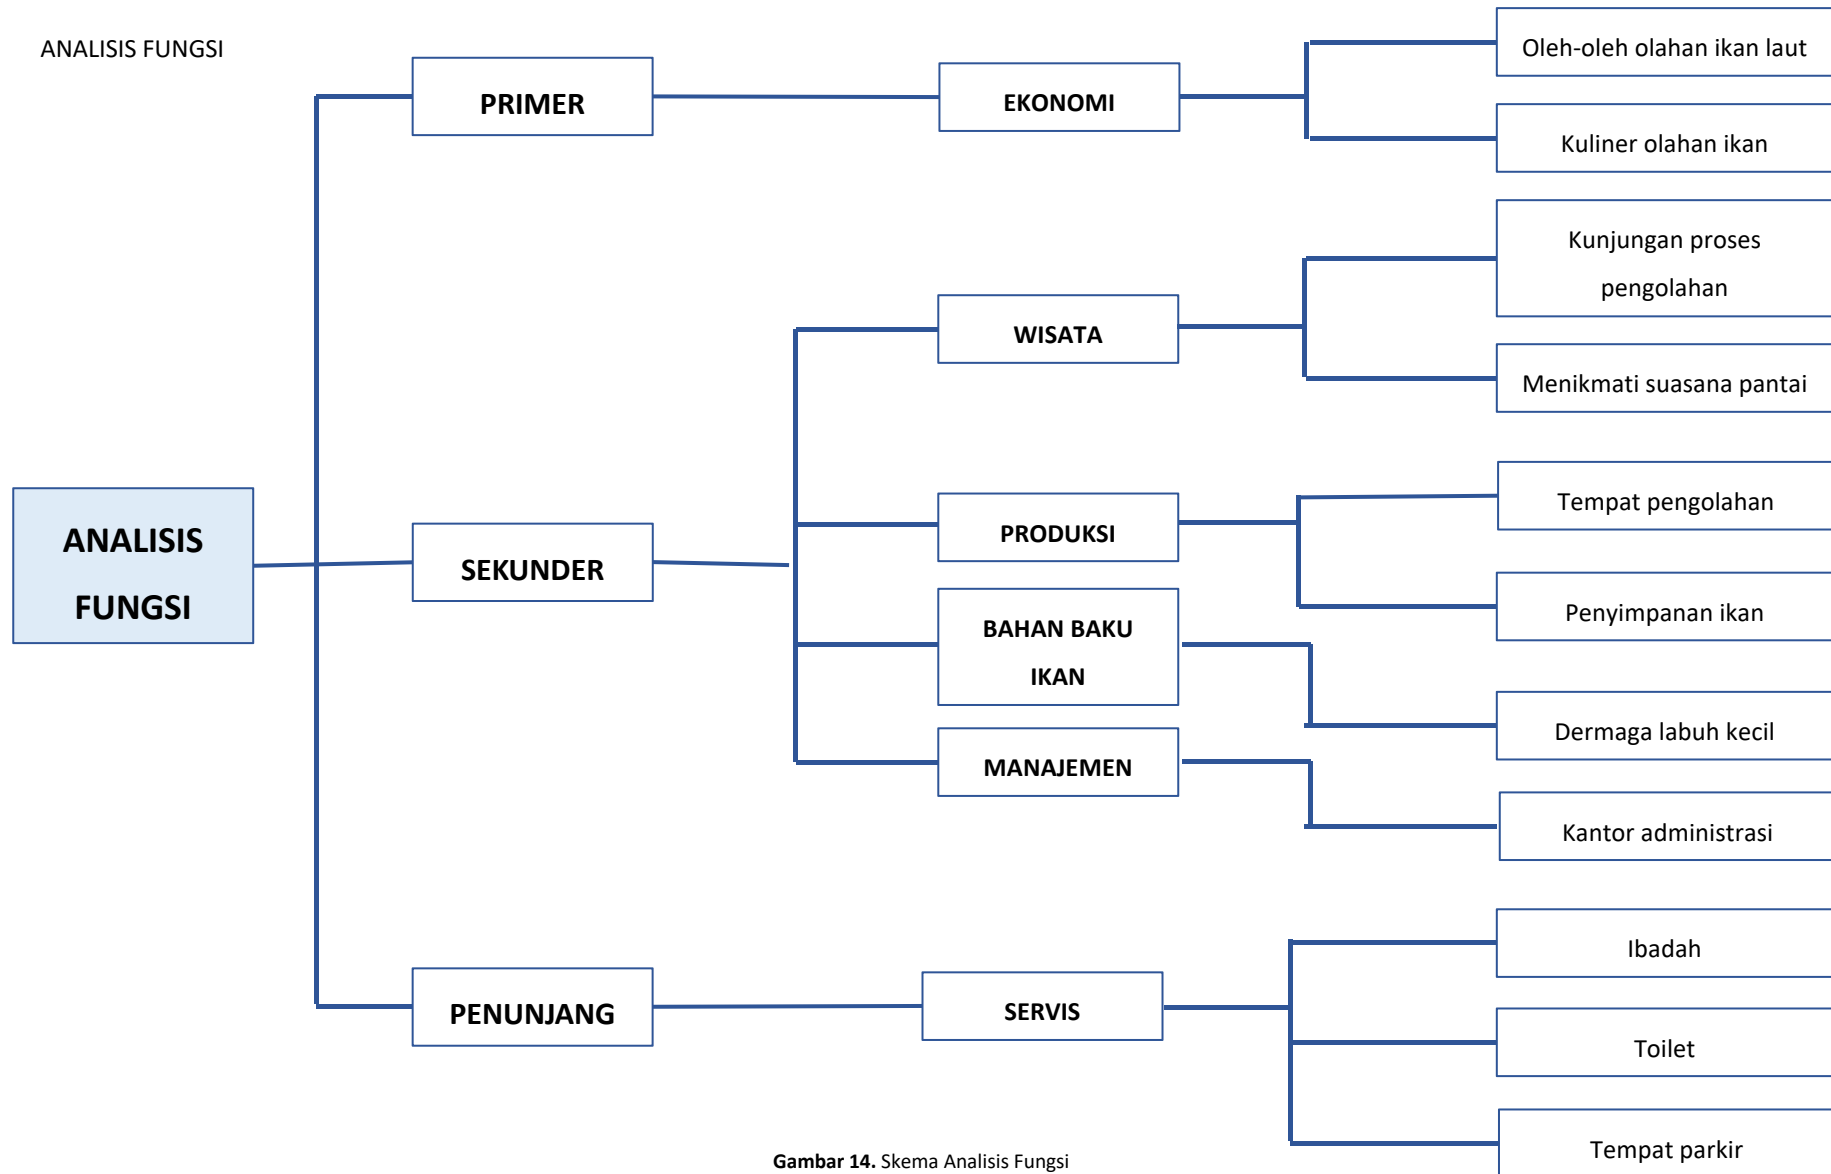 ANALISIS FUNGSI
ANALISIS
FUNGSI
PRIMER
EKONOMI
Oleh-oleh olahan ikan laut
Kuliner olahan ikan
SEKUNDER
WISATA
Kunjungan proses
pengolahan
Menikmati suasana pantai
PRODUKSI
Tempat pengolahan
Penyimpanan ikan
BAHAN BAKU
IKAN
Dermaga labuh kecil
MANAJEMEN
Kantor administrasi
PENUNJANG
SERVIS
Ibadah
Toilet
Tempat parkir
Gambar 14. Skema Analisis Fungsi